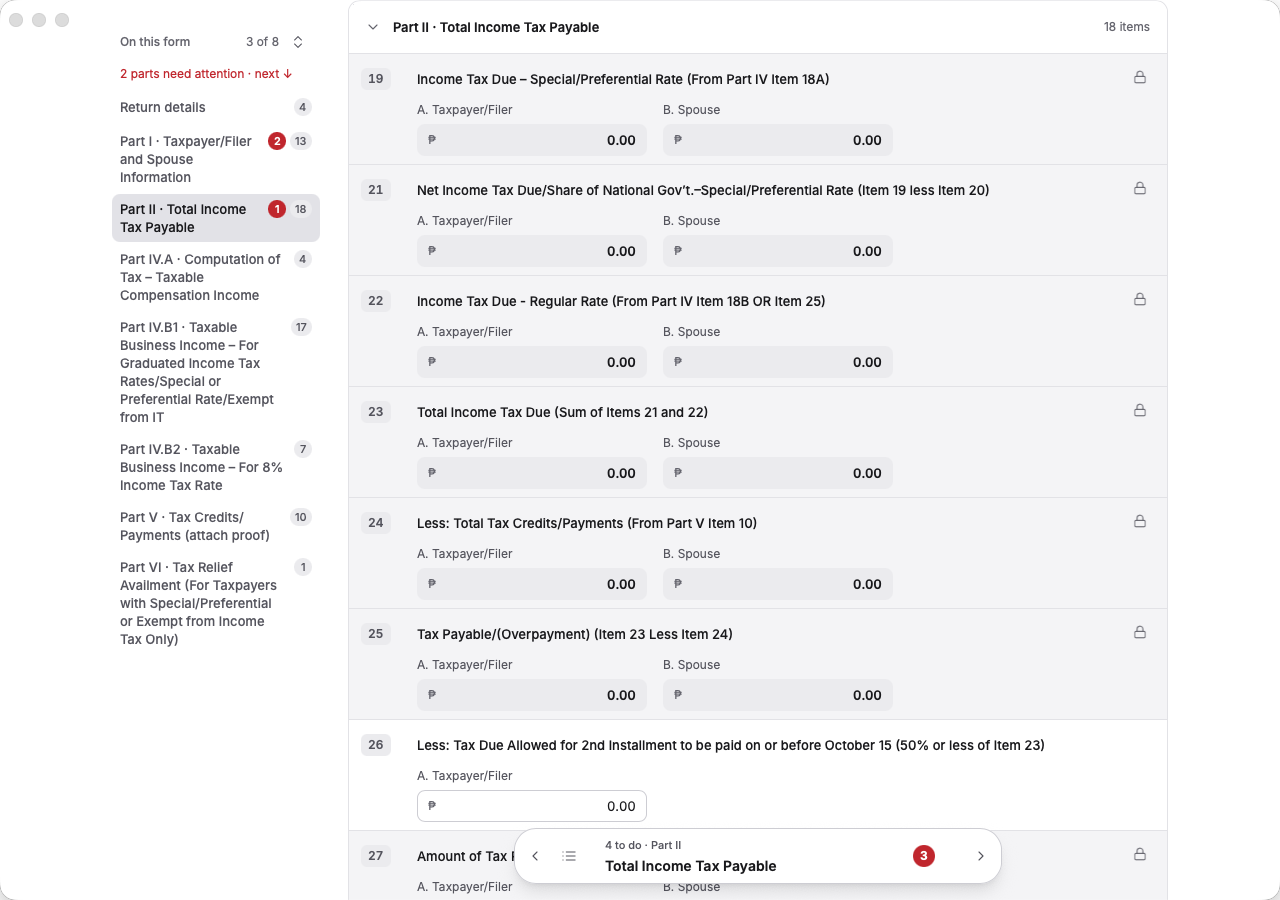 On this form
3 of 8
2 parts need attention · next ↓
Return details
4
Part I · Taxpayer/Filer and Spouse Information
2
13
Part II · Total Income Tax Payable
1
18
Part IV.A · Computation of Tax – Taxable Compensation Income
4
Part IV.B1 · Taxable Business Income – For Graduated Income Tax Rates/Special or Preferential Rate/Exempt from IT
17
Part IV.B2 · Taxable Business Income – For 8% Income Tax Rate
7
Part V · Tax Credits/Payments (attach proof)
10
Part VI · Tax Relief Availment (For Taxpayers with Special/Preferential or Exempt from Income Tax Only)
1
Part II · Total Income Tax Payable
18 items
19
Income Tax Due – Special/Preferential Rate (From Part IV Item 18A)
A. Taxpayer/Filer
B. Spouse
₱ 0.00
₱ 0.00
21
Net Income Tax Due/Share of National Gov’t.–Special/Preferential Rate (Item 19 less Item 20)
A. Taxpayer/Filer
B. Spouse
₱ 0.00
₱ 0.00
22
Income Tax Due - Regular Rate (From Part IV Item 18B OR Item 25)
A. Taxpayer/Filer
B. Spouse
₱ 0.00
₱ 0.00
23
Total Income Tax Due (Sum of Items 21 and 22)
A. Taxpayer/Filer
B. Spouse
₱ 0.00
₱ 0.00
24
Less: Total Tax Credits/Payments (From Part V Item 10)
A. Taxpayer/Filer
B. Spouse
₱ 0.00
₱ 0.00
25
Tax Payable/(Overpayment) (Item 23 Less Item 24)
A. Taxpayer/Filer
B. Spouse
₱ 0.00
₱ 0.00
26
Less: Tax Due Allowed for 2nd Installment to be paid on or before October 15 (50% or less of Item 23)
A. Taxpayer/Filer
₱ 0.00
27
Amount of Tax
A. Taxpayer/Filer
B. Spouse
4 to do · Part II
Total Income Tax Payable
3